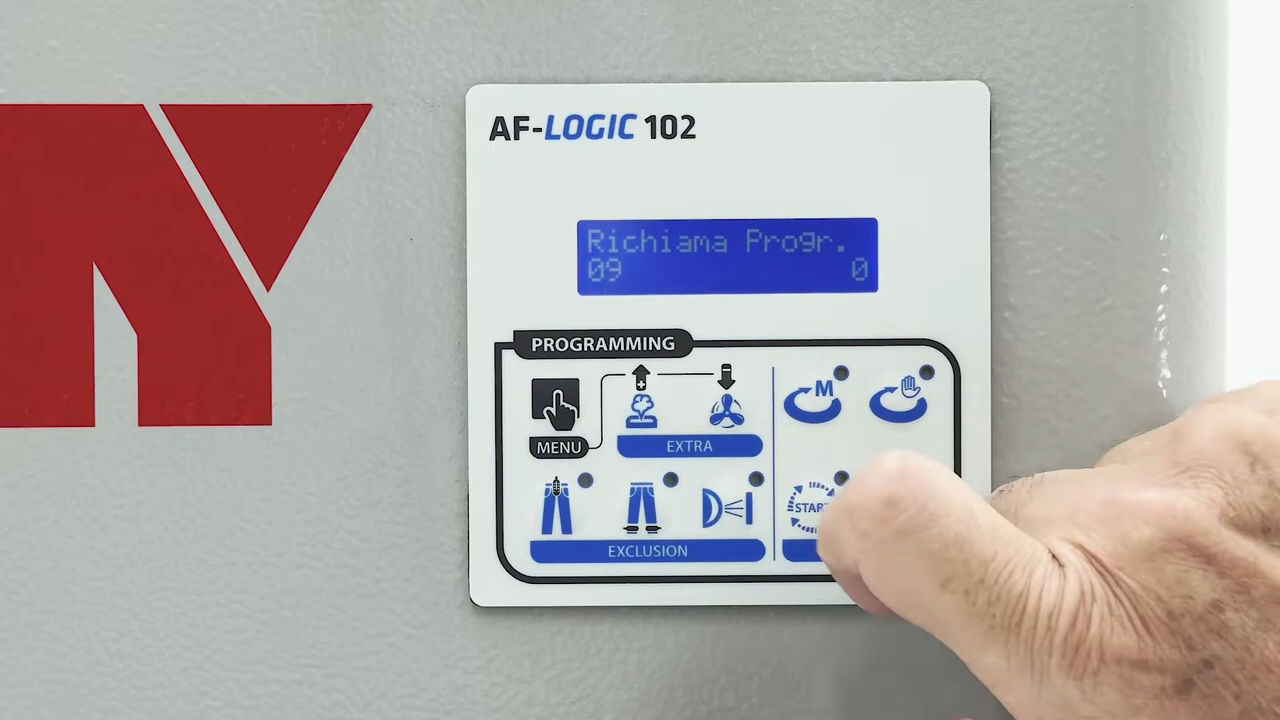 AF-LOGIC 102
Richiama Progr.
09 0
PROGRAMMING
M
MENU
EXTRA
EXCLUSION